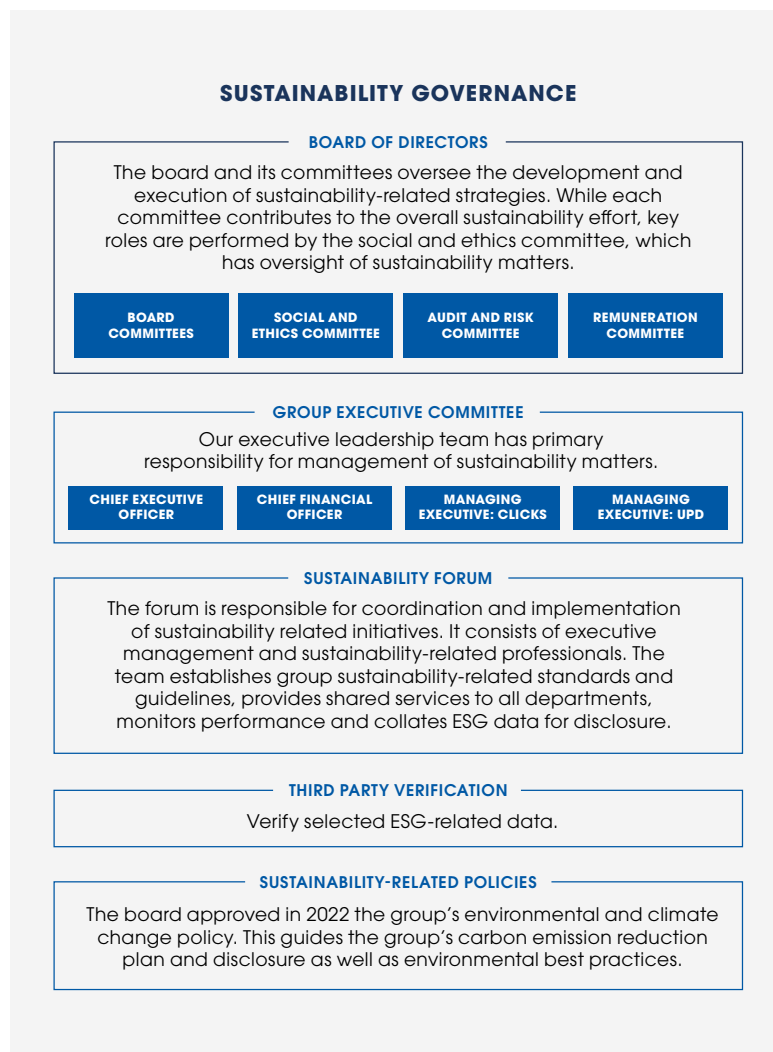 SUSTAINABILITY GOVERNANCE
BOARD OF DIRECTORS
The board and its committees oversee the development and
execution of sustainability-related strategies. While each
committee contributes to the overall sustainability effort, key
roles are performed by the social and ethics committee, which
has oversight of sustainability matters.
BOARD
COMMITTEES
SOCIAL AND
ETHICS COMMITTEE
AUDIT AND RISK
COMMITTEE
REMUNERATION
COMMITTEE
GROUP EXECUTIVE COMMITTEE
Our executive leadership team has primary
responsibility for management of sustainability matters.
CHIEF EXECUTIVE
OFFICER
CHIEF FINANCIAL
OFFICER
MANAGING
EXECUTIVE: CLICKS
MANAGING
EXECUTIVE: UPD
SUSTAINABILITY FORUM
The forum is responsible for coordination and implementation
of sustainability related initiatives. It consists of executive
management and sustainability-related professionals. The
team establishes group sustainability-related standards and
guidelines, provides shared services to all departments,
monitors performance and collates ESG data for disclosure.
THIRD PARTY VERIFICATION
Verify selected ESG-related data.
SUSTAINABILITY-RELATED POLICIES
The board approved in 2022 the group's environmental and climate
change policy. This guides the group's carbon emission reduction
plan and disclosure as well as environmental best practices.